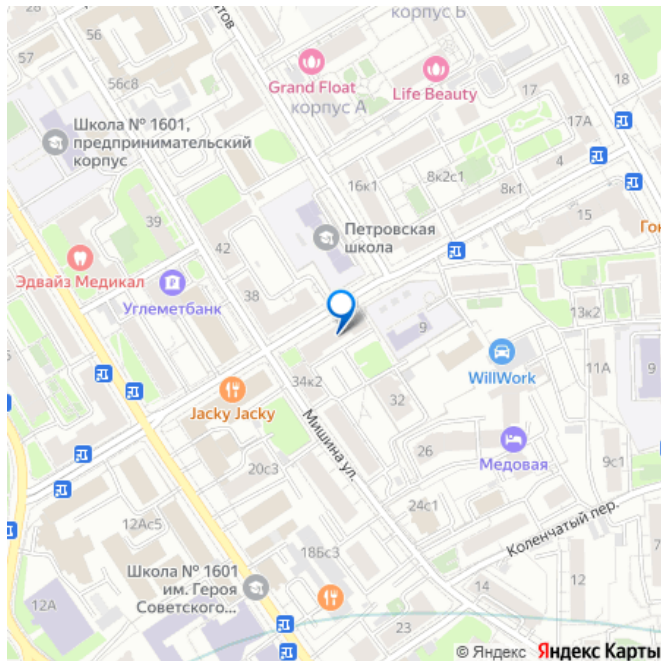 28
56
атов
корпус Б
57
56с8
Grand Float
корпус А
Life Beauty
18
Школа № 1601,
предпринимательский
корпус
17А
16к1
8к2с1
8к1
4
39
42
Петровская
школа
15
Гок
Эдвайз Медикал
Углеметбанк
38
9
13к2
WillWork
11А
9
34к2
Jacky Jacky
32
Мишина ул.
26
Медовая
20с3
9с1
24с1
12Ас5
Коленчатый пер.
18Бс3
Школа № 1601
им. Героя
Советского...
14
12
12А
23
© Яндекс Яндекс Карты